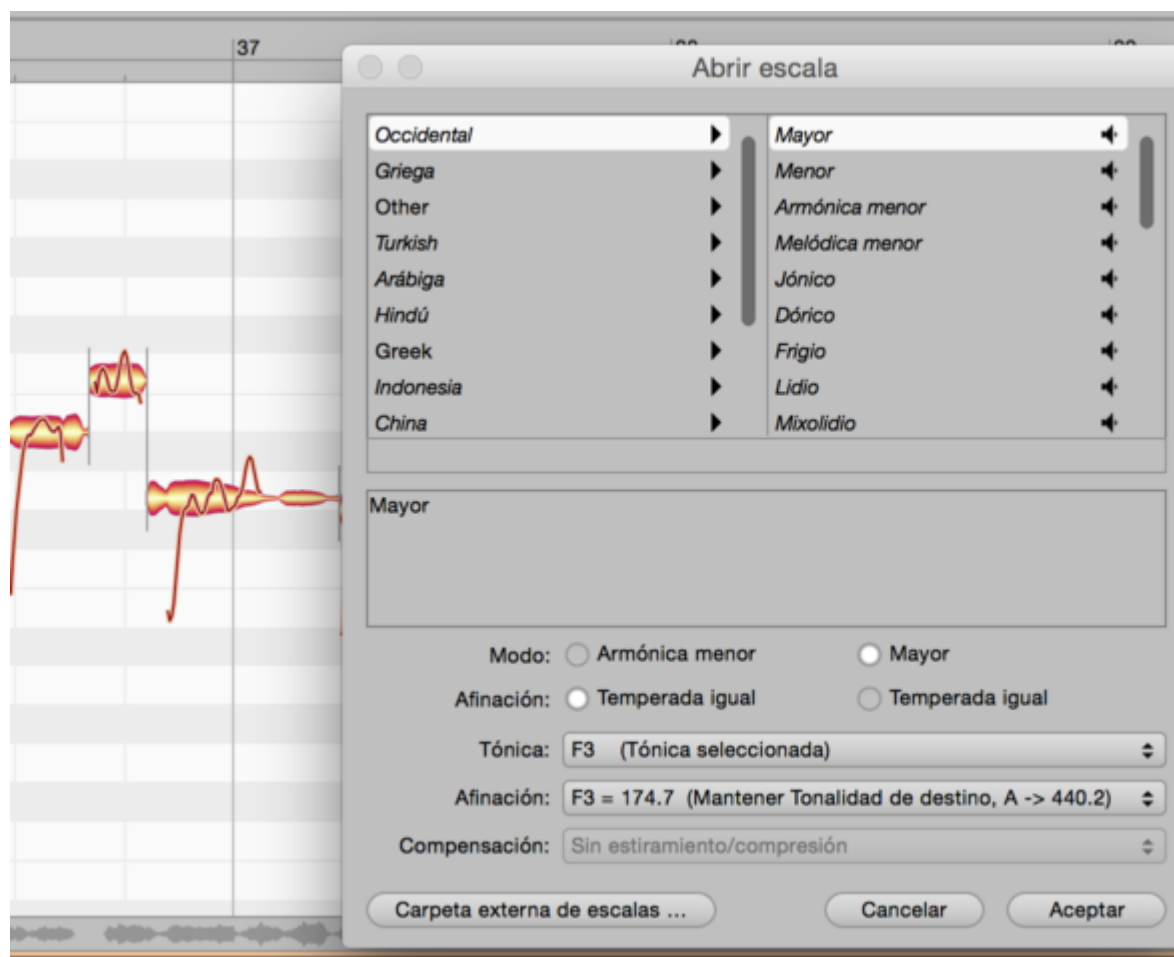 37
Abrir escala
Occidental
Griega
Other
Turkish
Arábiga
Hindú
Greek
Indonesia
China
Mayor
Menor
Armónica menor
Melódica menor
Jónico
Dórico
Frigio
Lidio
Mixolidio
Mayor
Modo: Armónica menor Mayor
Afinación: Temperada igual Temperada igual
Tónica: F3 (Tónica seleccionada)
Afinación: F3 = 174.7 (Mantener Tonalidad de destino, A -> 440.2)
Compensación: Sin estiramiento/compresión
Carpeta externa de escalas ... Cancelar Aceptar